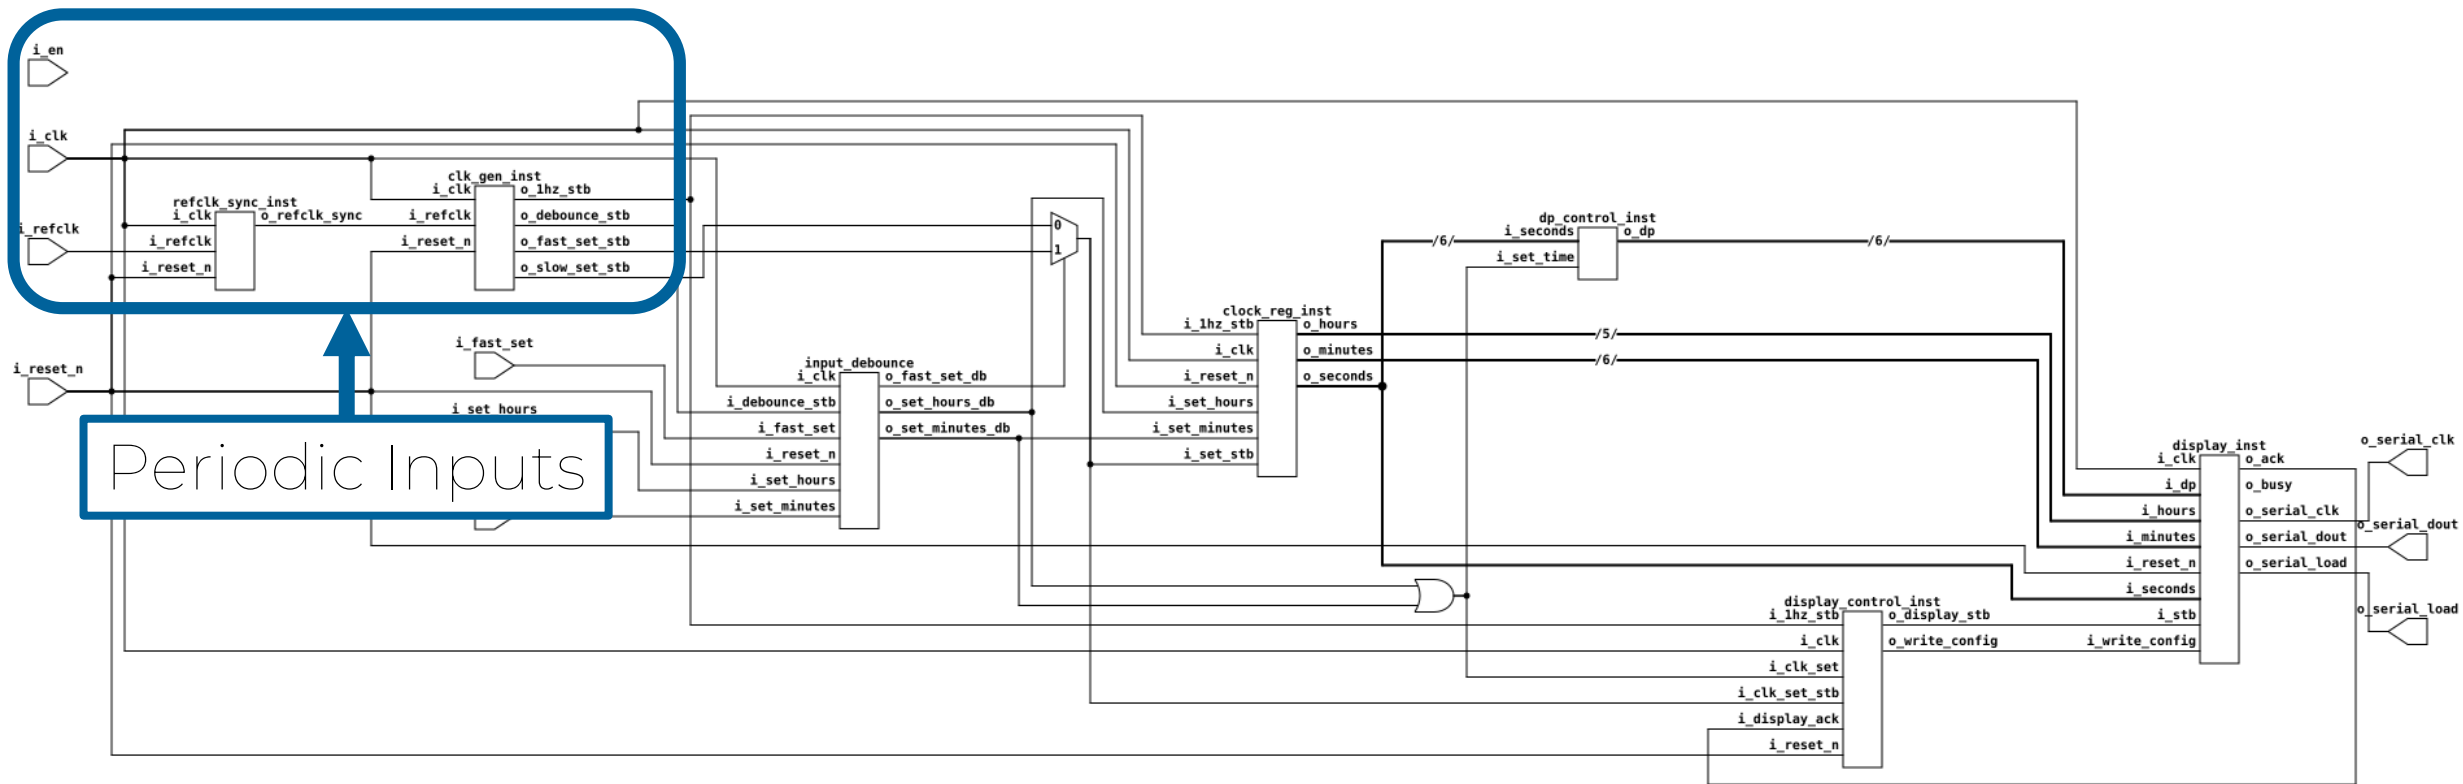 i_en
i_clk
i_refclk
i_reset_n
refclk_sync_inst
i_clk
o_refclk_sync
i_refclk
i_reset_n
clk_gen_inst
i_clk
o_1hz_stb
i_refclk
o_debounce_stb
i_reset_n
o_fast_set_stb
o_slow_set_stb
Periodic Inputs
i_fast_set
i_set_hours
input_debounce
i_clk
o_fast_set_db
i_debounce_stb
o_set_hours_db
i_fast_set
o_set_minutes_db
i_reset_n
i_set_hours
i_set_minutes
0
1
clock_reg_inst
i_1hz_stb
o_hours
i_clk
o_minutes
i_reset_n
o_seconds
i_set_hours
i_set_minutes
i_set_stb
/6/
dp_control_inst
i_seconds
o_dp
i_set_time
/6/
/5/
/6/
display_control_inst
i_1hz_stb
o_display_stb
i_clk
o_write_config
i_clk_set
i_clk_set_stb
i_display_ack
i_reset_n
display_inst
i_clk
o_ack
i_dp
o_busy
i_hours
o_serial_clk
i_minutes
o_serial_dout
i_reset_n
o_serial_load
i_seconds
i_stb
i_write_config
o_serial_clk
o_serial_dout
o_serial_load